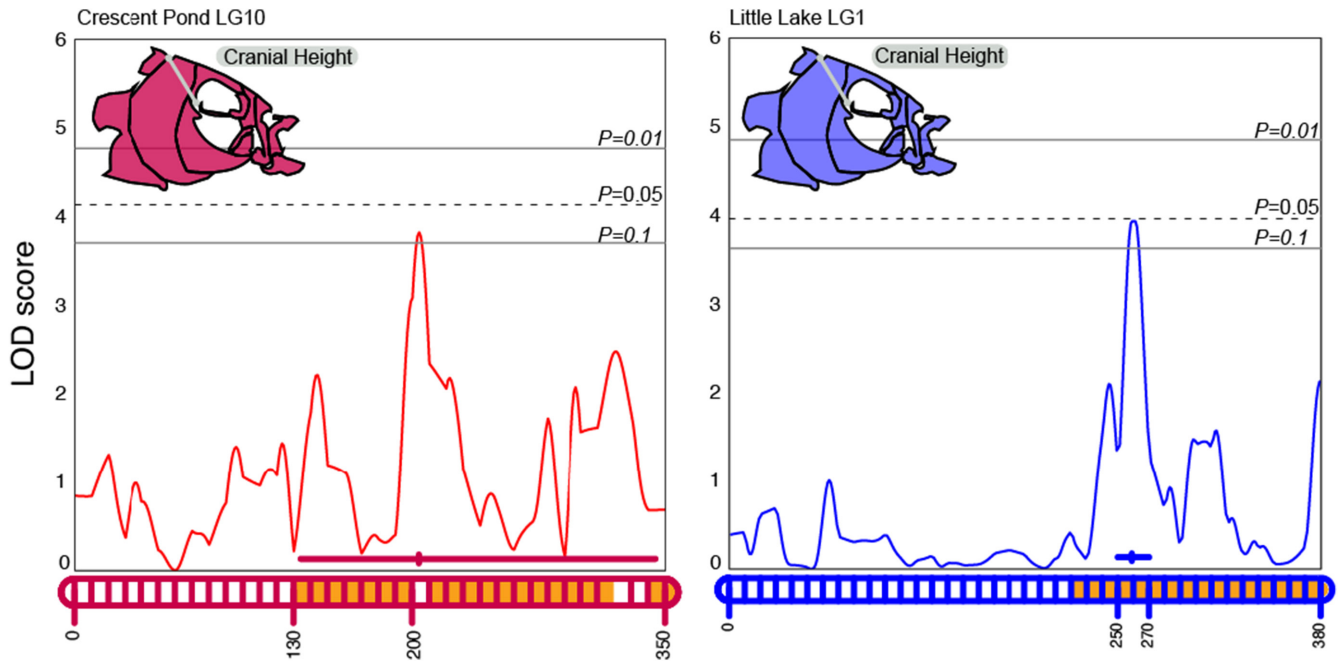 Crescent Pond LG10
6
Cranial Height
5
P=0.01
P=0.05
4
P=0.1
3
LOD score
2
1
0
0
130
200
350
Little Lake LG1
6
Cranial Height
5
P=0.01
P=0.05
4
P=0.1
3
2
1
0
0
250
270
380